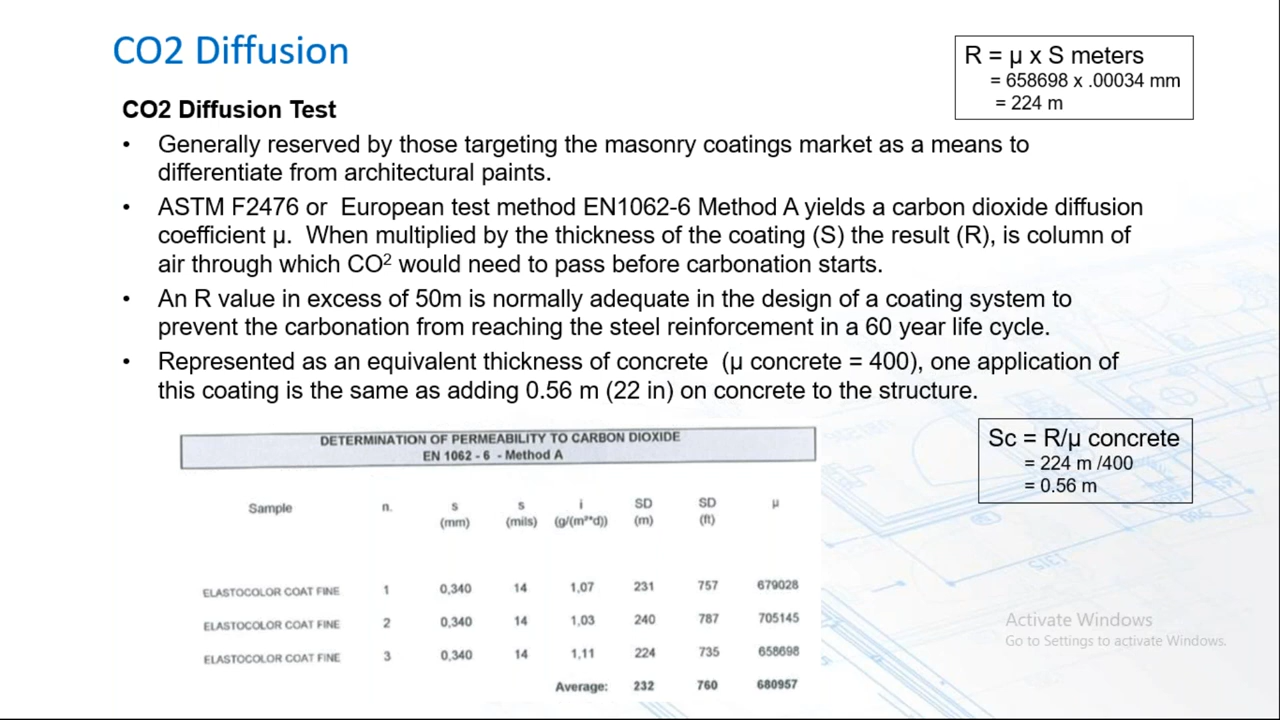 CO2 Diffusion
R = µ x S meters
= 658698 x .00034 mm
= 224 m
CO2 Diffusion Test
• Generally reserved by those targeting the masonry coatings market as a means to
differentiate from architectural paints.
• ASTM F2476 or European test method EN1062-6 Method A yields a carbon dioxide diffusion
coefficient µ. When multiplied by the thickness of the coating (S) the result (R), is column of
air through which CO² would need to pass before carbonation starts.
• An R value in excess of 50m is normally adequate in the design of a coating system to
prevent the carbonation from reaching the steel reinforcement in a 60 year life cycle.
• Represented as an equivalent thickness of concrete (µ concrete = 400), one application of
this coating is the same as adding 0.56 m (22 in) on concrete to the structure.
Sc = R/µ concrete
= 224 m /400
= 0.56 m
DETERMINATION OF PERMEABILITY TO CARBON DIOXIDE
EN 1062 - 6 - Method A
Sample n. s s i SD SD µ
(mm) (mils) (g/(m²*d)) (m) (ft)
ELASTOCOLOR COAT FINE 1 0,340 14 1,07 231 757 679028
ELASTOCOLOR COAT FINE 2 0,340 14 1,03 240 787 705145
ELASTOCOLOR COAT FINE 3 0,340 14 1,11 224 735 658698
Average: 232 760 680957
Activate Windows
Go to Settings to activate Windows.